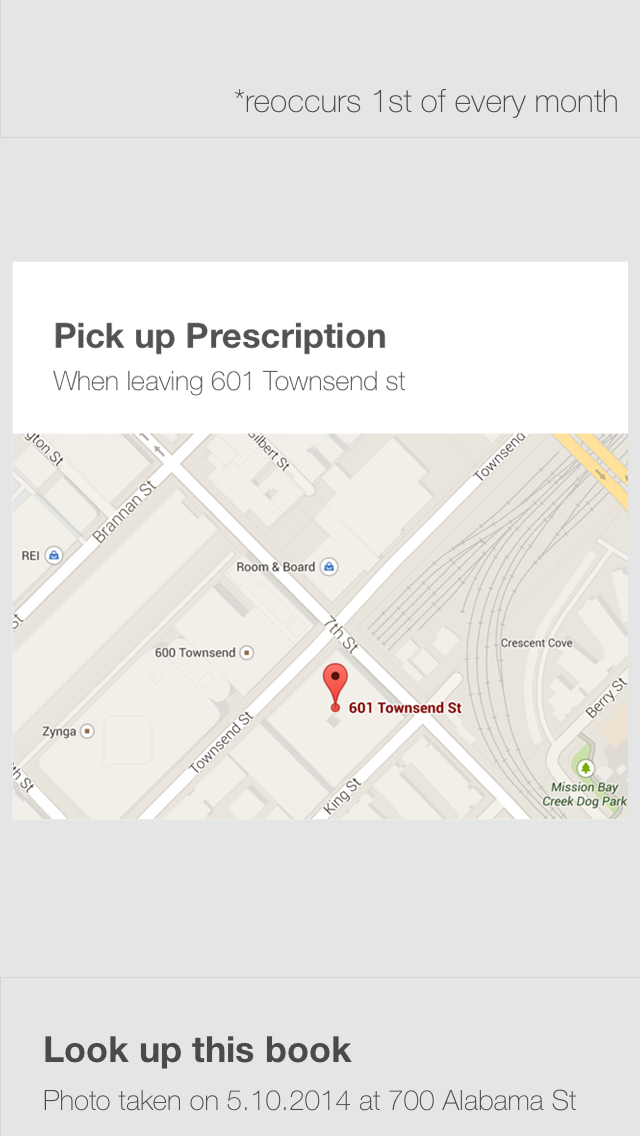 *reoccurs 1st of every month
Pick up Prescription
When leaving 601 Townsend st
gton St
Gilbert St
Townsend
Brannan St
REI
Room & Board
St
7th St
Crescent Cove
600 Townsend
601 Townsend St
Berry St
Zynga
Townsend St
th St
King St
Mission Bay
Creek Dog Park
Look up this book
Photo taken on 5.10.2014 at 700 Alabama St